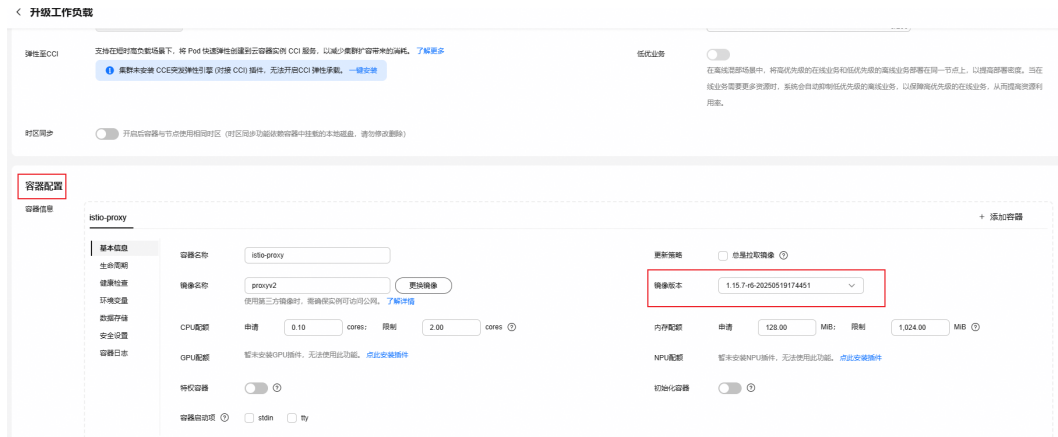 < 升级工作负载
弹性至CCI
支持在短时高负载场景下，将 Pod 快速弹性创建到云容器实例 CCI 服务，以减少集群扩容带来的消耗。 了解更多
集群未安装 CCE突发弹性引擎 (对接 CCI) 插件，无法开启CCI 弹性承载。 一键安装
低优业务
在离线混部场景中，将高优先级的在线业务和低优先级的离线业务部署在同一节点上，以提高部署密度。当在
线业务需要更多资源时，系统会自动抑制低优先级的离线业务，以保障高优先级的在线业务，从而提高资源利
用率。
时区同步
开启后容器与节点使用相同时区（时区同步功能依赖容器中挂载的本地磁盘，请勿修改删除）
容器配置
容器信息
istio-proxy
+ 添加容器
基本信息
生命周期
健康检查
环境变量
数据存储
安全设置
容器日志
容器名称 istio-proxy
更新策略 总是拉取镜像
镜像名称 proxyv2 更换镜像
使用第三方镜像时，需确保实例可访问公网。 了解详情
镜像版本 1.15.7-r6-20250519174451
CPU配额 申请 0.10 cores; 限制 2.00 cores
内存配额 申请 128.00 MiB; 限制 1,024.00 MiB
GPU配额 暂未安装GPU插件，无法使用此功能。 点此安装插件
NPU配额 暂未安装NPU插件，无法使用此功能。 点此安装插件
特权容器
初始化容器
容器启动项 stdin tty